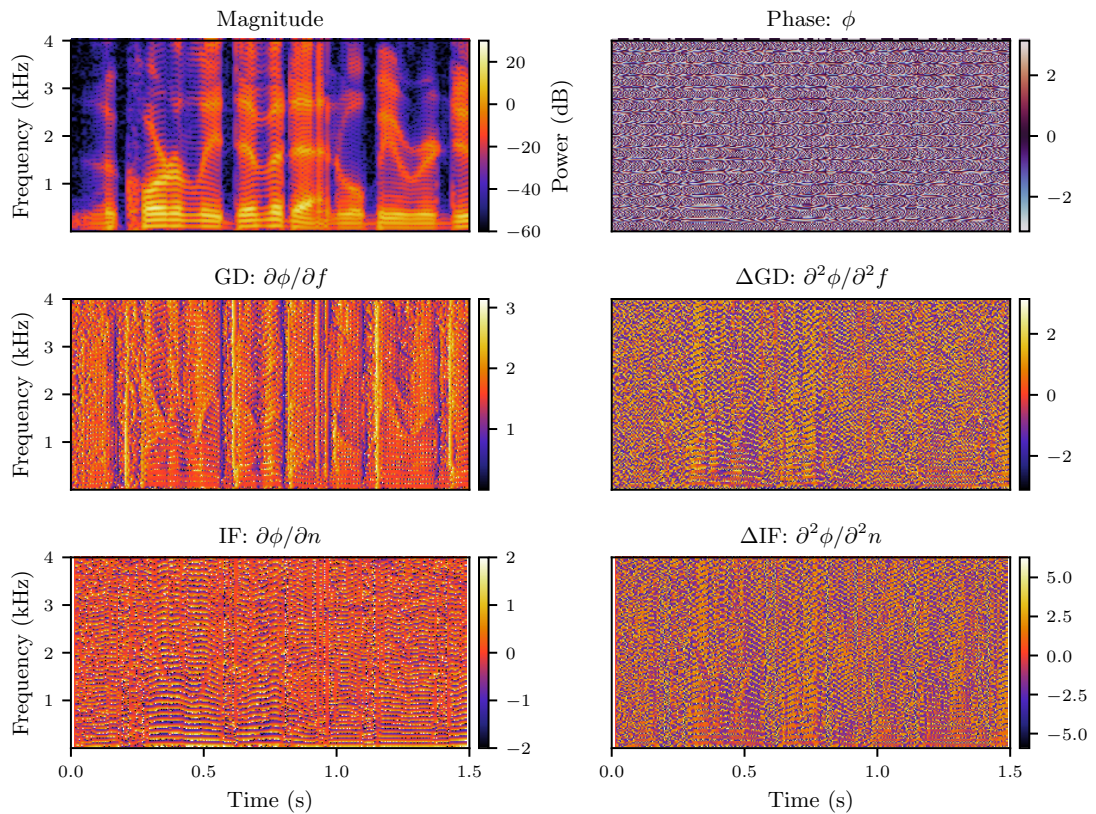 Magnitude
Phase: ϕ
4
3
2
1
Frequency (kHz)
20
0
−20
−40
−60
Power (dB)
2
0
−2
GD: ∂ϕ/∂f
ΔGD: ∂²ϕ/∂²f
4
3
2
1
Frequency (kHz)
3
2
1
2
0
−2
IF: ∂ϕ/∂n
ΔIF: ∂²ϕ/∂²n
4
3
2
1
Frequency (kHz)
2
1
0
−1
−2
5.0
2.5
0.0
−2.5
−5.0
0.0 0.5 1.0 1.5
0.0 0.5 1.0 1.5
Time (s)
Time (s)